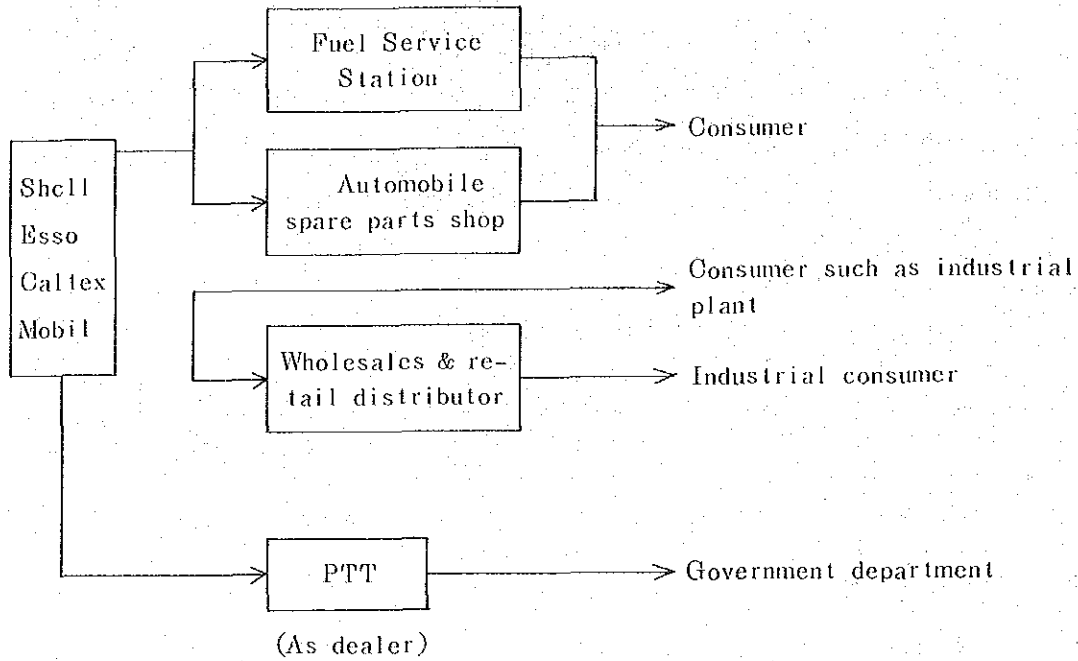 Fuel Service
Station
Consumer
Shell
Esso
Caltex
Mobil
Automobile
spare parts shop
Consumer such as industrial
plant
Wholesales & re-
tail distributor
Industrial consumer
PTT
Government department
(As dealer)